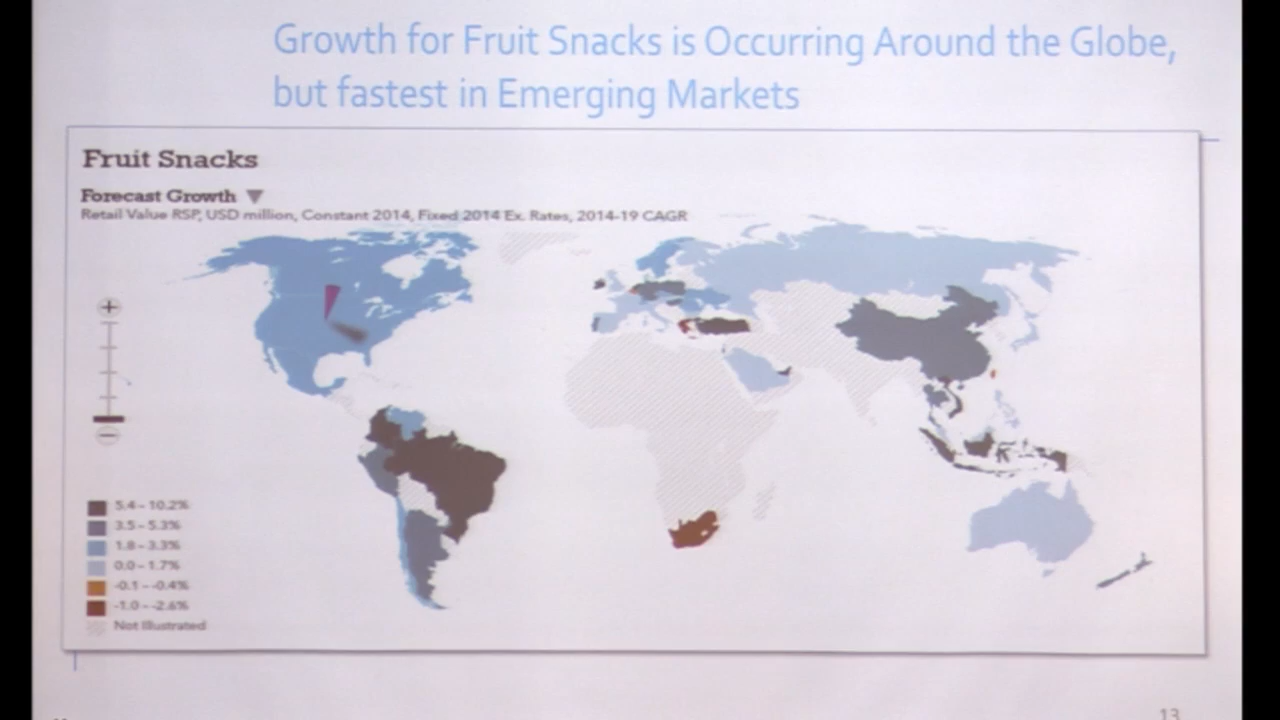 Growth for Fruit Snacks is Occurring Around the Globe,
but fastest in Emerging Markets
Fruit Snacks
Forecast Growth
Retail Value RSP, USD million, Constant 2014, Fixed 2014 Ex. Rates, 2014-19 CAGR
+
−
5.4 – 10.2%
3.5 – 5.3%
1.8 – 3.3%
0.0 – 1.7%
-0.1 – -0.4%
-1.0 – -2.6%
Not Illustrated
13